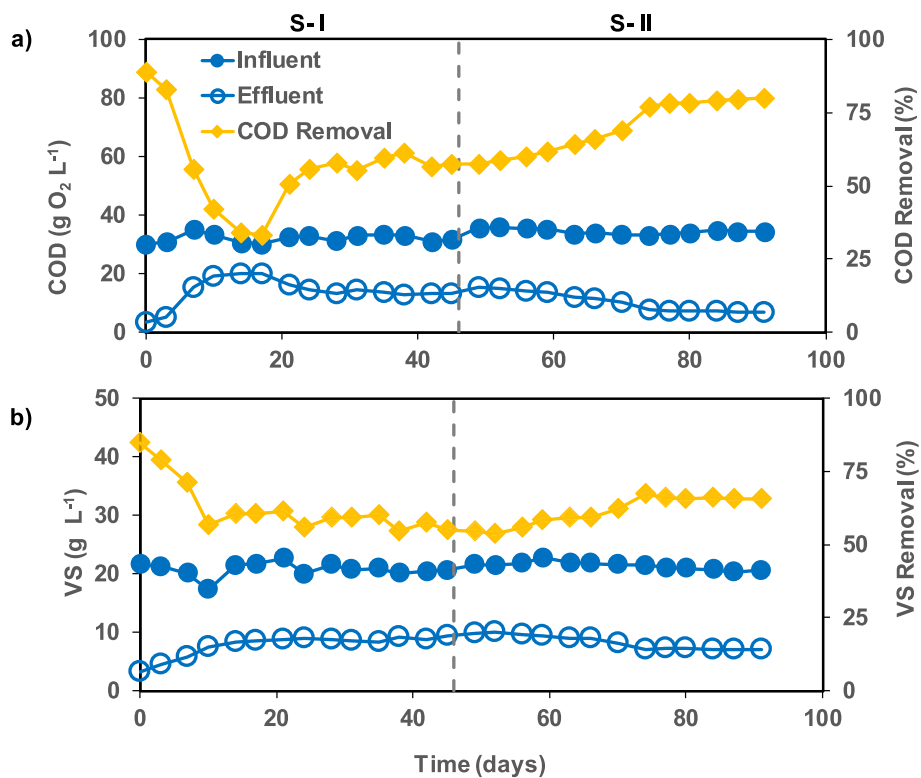 S-I S-II
a)
100 100
Influent
Effluent
COD Removal
80
75
60
50
40
25
20
0 0
COD (g O₂ L⁻¹)
COD Removal (%)
0 20 40 60 80 100
b)
50 100
40
75
30
50
20
25
10
0 0
VS (g L⁻¹)
VS Removal (%)
0 20 40 60 80 100
Time (days)